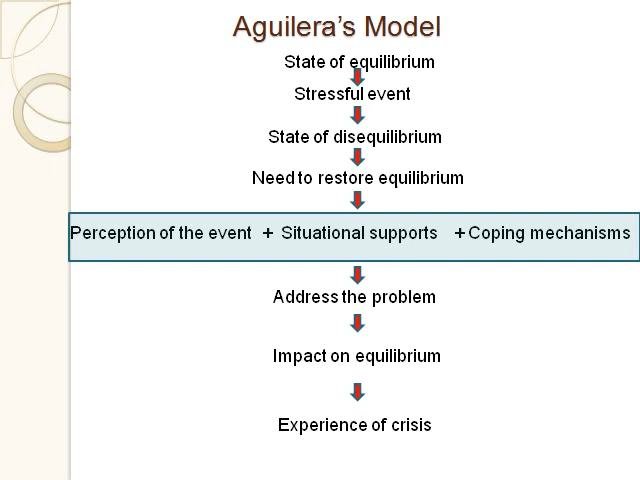 Aguilera's Model
State of equilibrium
Stressful event
State of disequilibrium
Need to restore equilibrium
Perception of the event + Situational supports + Coping mechanisms
Address the problem
Impact on equilibrium
Experience of crisis